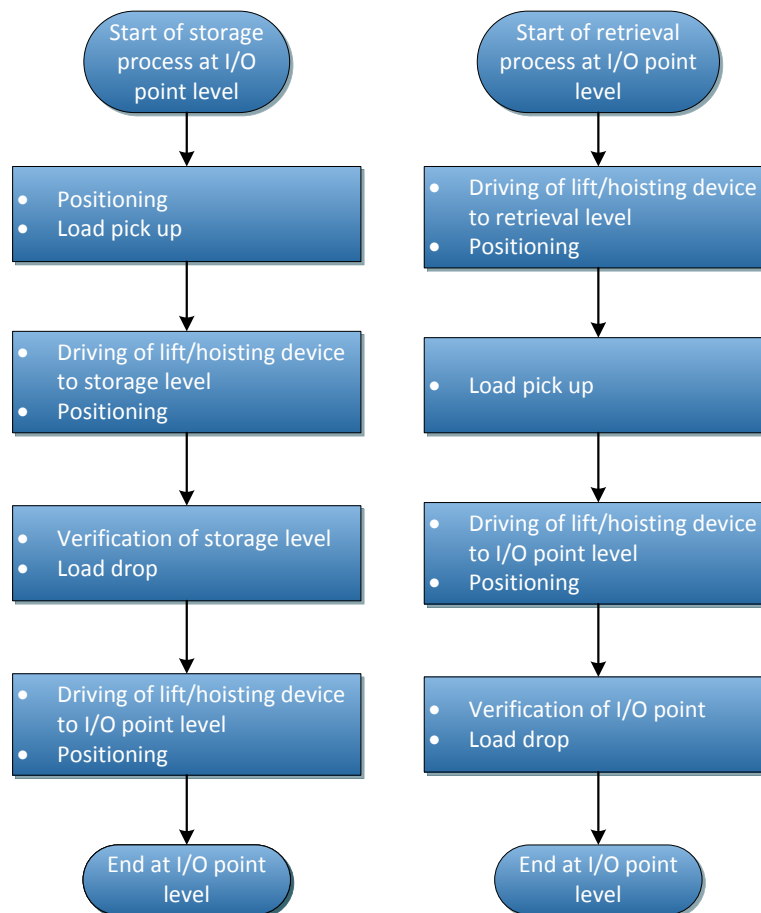 Start of storage
process at I/O
point level
• Positioning
• Load pick up
• Driving of lift/hoisting device
to storage level
• Positioning
• Verification of storage level
• Load drop
• Driving of lift/hoisting device
to I/O point level
• Positioning
End at I/O point
level
Start of retrieval
process at I/O point
level
• Driving of lift/hoisting device
to retrieval level
• Positioning
• Load pick up
• Driving of lift/hoisting device
to I/O point level
• Positioning
• Verification of I/O point
• Load drop
End at I/O point
level